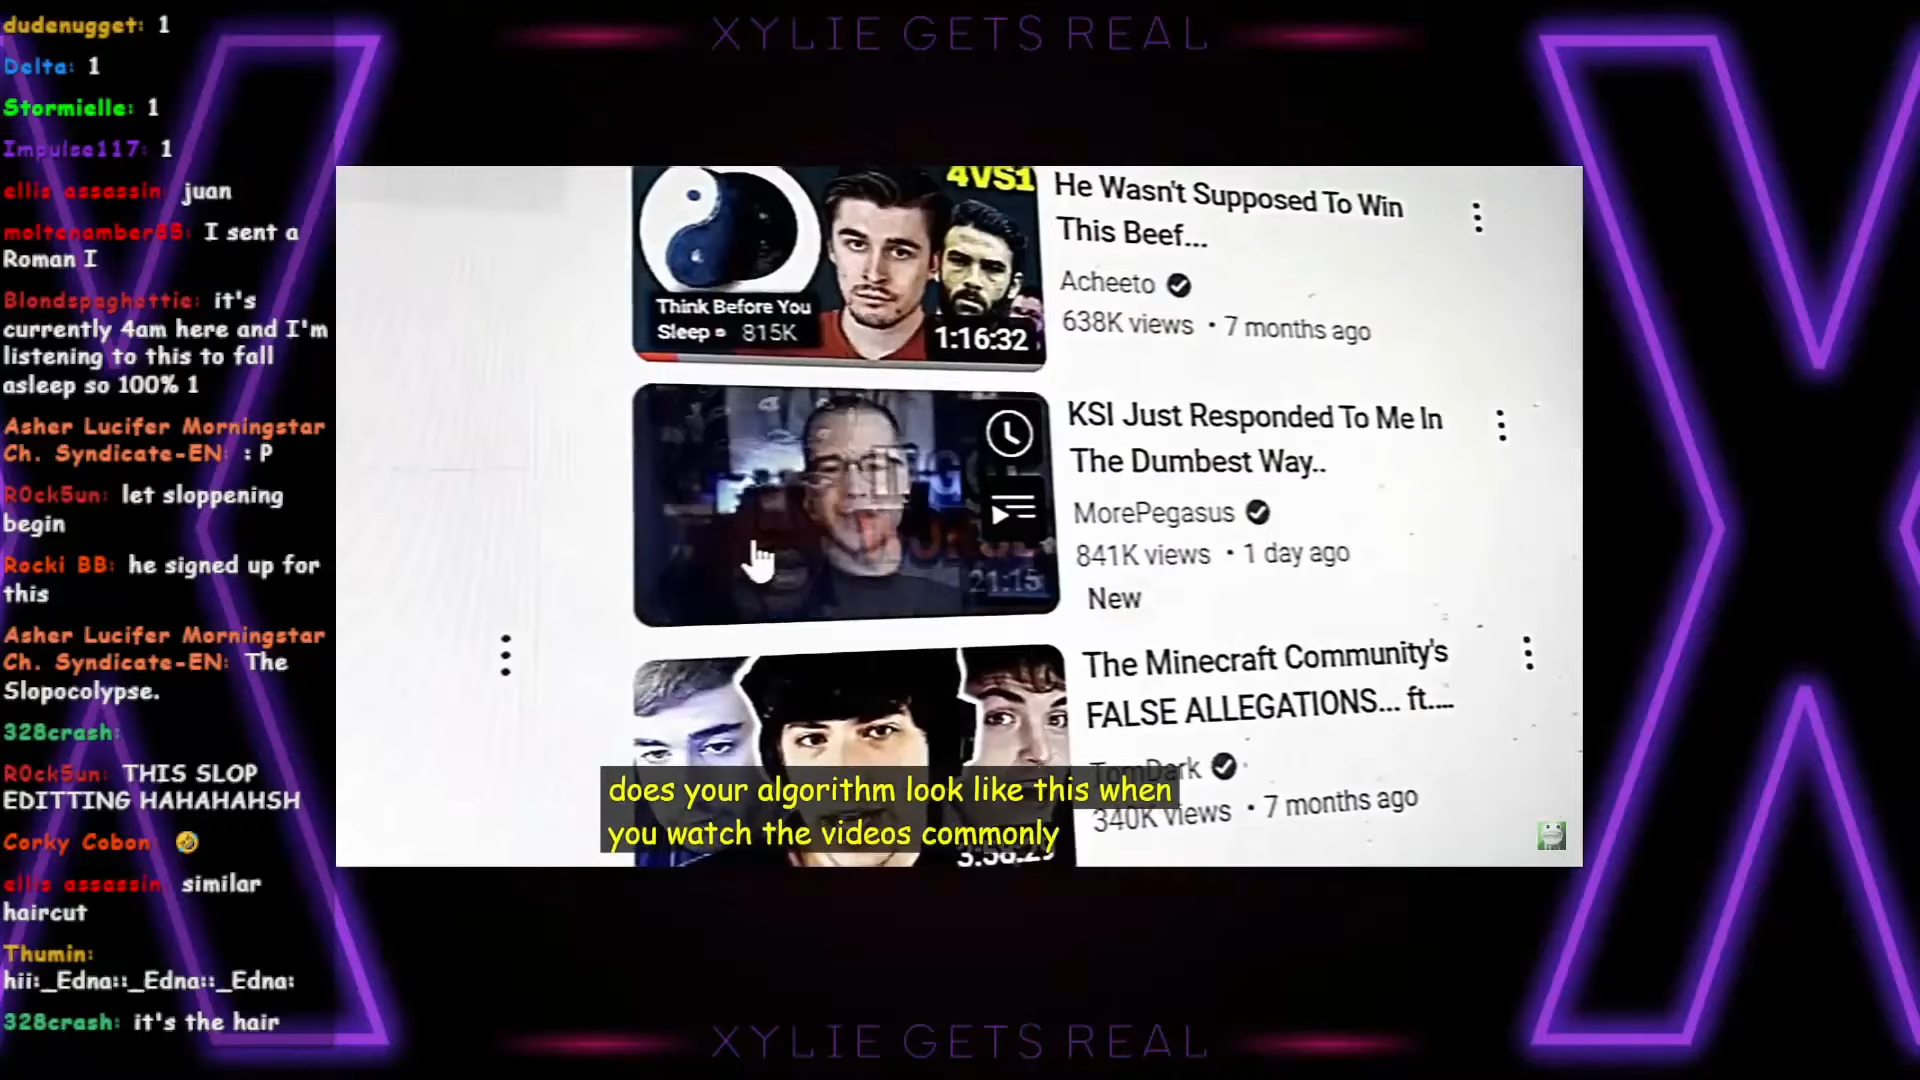 XYLIE GETS REAL
dudenugget: 1
Delta: 1
Stormielle: 1
Impulse117: 1
ellis assassin: juan
moltenamber85: I sent a
Roman I
Blondspaghettie: it's
currently 4am here and I'm
listening to this to fall
asleep so 100% 1
Asher Lucifer Morningstar
Ch. Syndicate-EN: : P
R0ck5un: let sloppening
begin
Rocki BB: he signed up for
this
Asher Lucifer Morningstar
Ch. Syndicate-EN: The
Slopocolypse.
328crash:
R0ck5un: THIS SLOP
EDITTING HAHAHAHSH
Corky Cobon: 🤣
ellis assassin: similar
haircut
Thumin:
hii:_Edna::_Edna::_Edna:
328crash: it's the hair
4VS1
Think Before You
Sleep 815K
1:16:32
He Wasn't Supposed To Win
This Beef...
Acheeto
638K views • 7 months ago
21:15
KSI Just Responded To Me In
The Dumbest Way..
MorePegasus
841K views • 1 day ago
New
The Minecraft Community's
FALSE ALLEGATIONS... ft....
TomDark
340K views • 7 months ago
does your algorithm look like this when
you watch the videos commonly
XYLIE GETS REAL